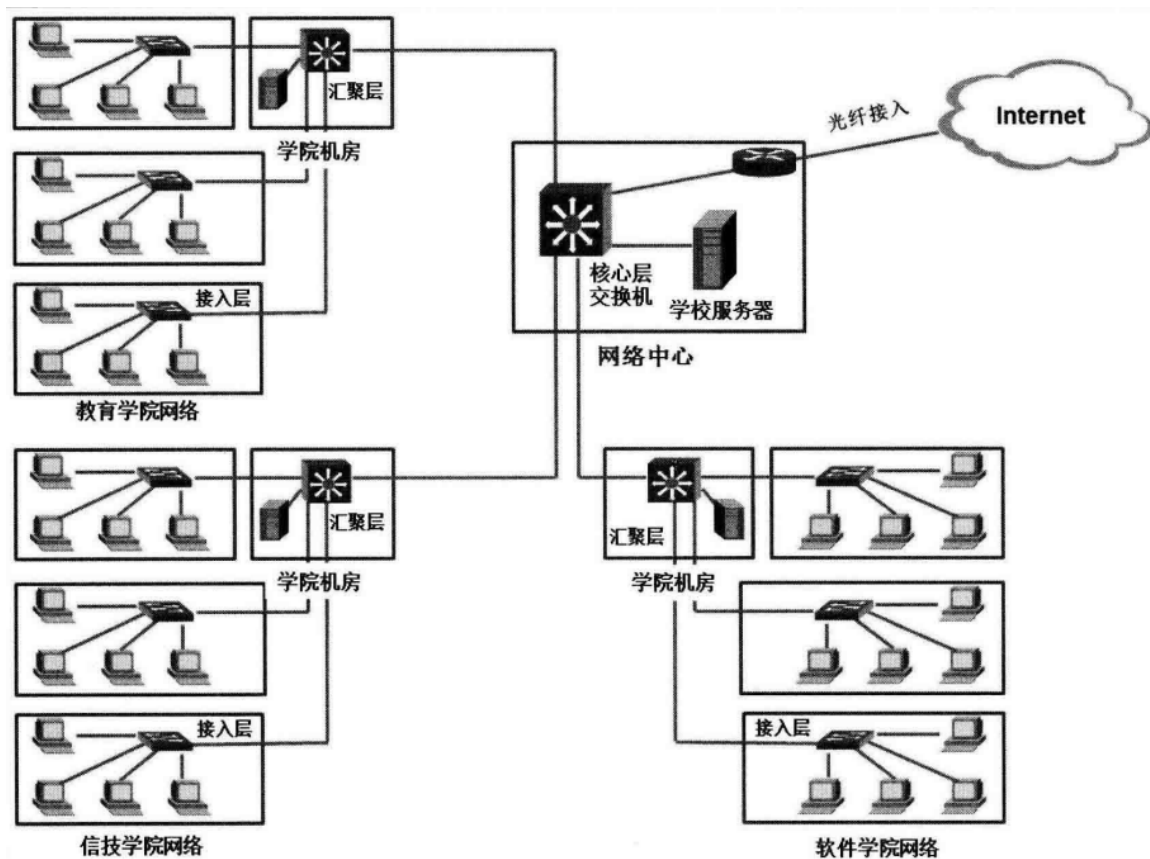 汇聚层
学院机房
接入层
教育学院网络
光纤接入
Internet
核心层
交换机
学校服务器
网络中心
汇聚层
学院机房
接入层
信技学院网络
汇聚层
学院机房
接入层
软件学院网络